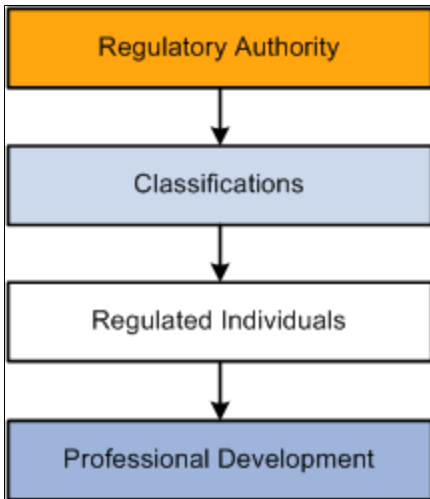 Regulatory Authority
Classifications
Regulated Individuals
Professional Development